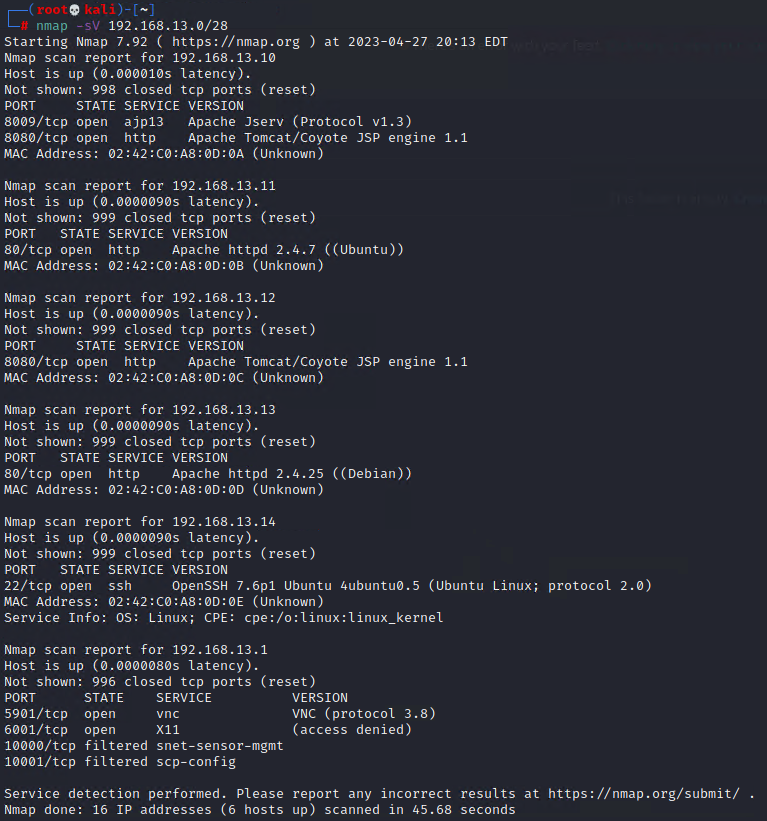 (root💀kali)-[~]
# nmap -sV 192.168.13.0/28
Starting Nmap 7.92 ( https://nmap.org ) at 2023-04-27 20:13 EDT
Nmap scan report for 192.168.13.10
Host is up (0.000010s latency).
Not shown: 998 closed tcp ports (reset)
PORT     STATE SERVICE VERSION
8009/tcp open  ajp13   Apache Jserv (Protocol v1.3)
8080/tcp open  http    Apache Tomcat/Coyote JSP engine 1.1
MAC Address: 02:42:C0:A8:0D:0A (Unknown)

Nmap scan report for 192.168.13.11
Host is up (0.0000090s latency).
Not shown: 999 closed tcp ports (reset)
PORT   STATE SERVICE VERSION
80/tcp open  http    Apache httpd 2.4.7 ((Ubuntu))
MAC Address: 02:42:C0:A8:0D:0B (Unknown)

Nmap scan report for 192.168.13.12
Host is up (0.0000090s latency).
Not shown: 999 closed tcp ports (reset)
PORT     STATE SERVICE VERSION
8080/tcp open  http    Apache Tomcat/Coyote JSP engine 1.1
MAC Address: 02:42:C0:A8:0D:0C (Unknown)

Nmap scan report for 192.168.13.13
Host is up (0.0000090s latency).
Not shown: 999 closed tcp ports (reset)
PORT   STATE SERVICE VERSION
80/tcp open  http    Apache httpd 2.4.25 ((Debian))
MAC Address: 02:42:C0:A8:0D:0D (Unknown)

Nmap scan report for 192.168.13.14
Host is up (0.0000090s latency).
Not shown: 999 closed tcp ports (reset)
PORT   STATE SERVICE VERSION
22/tcp open  ssh     OpenSSH 7.6p1 Ubuntu 4ubuntu0.5 (Ubuntu Linux; protocol 2.0)
MAC Address: 02:42:C0:A8:0D:0E (Unknown)
Service Info: OS: Linux; CPE: cpe:/o:linux:linux_kernel

Nmap scan report for 192.168.13.1
Host is up (0.0000080s latency).
Not shown: 996 closed tcp ports (reset)
PORT      STATE    SERVICE          VERSION
5901/tcp  open     vnc              VNC (protocol 3.8)
6001/tcp  open     X11              (access denied)
10000/tcp filtered snet-sensor-mgmt
10001/tcp filtered scp-config

Service detection performed. Please report any incorrect results at https://nmap.org/submit/ .
Nmap done: 16 IP addresses (6 hosts up) scanned in 45.68 seconds